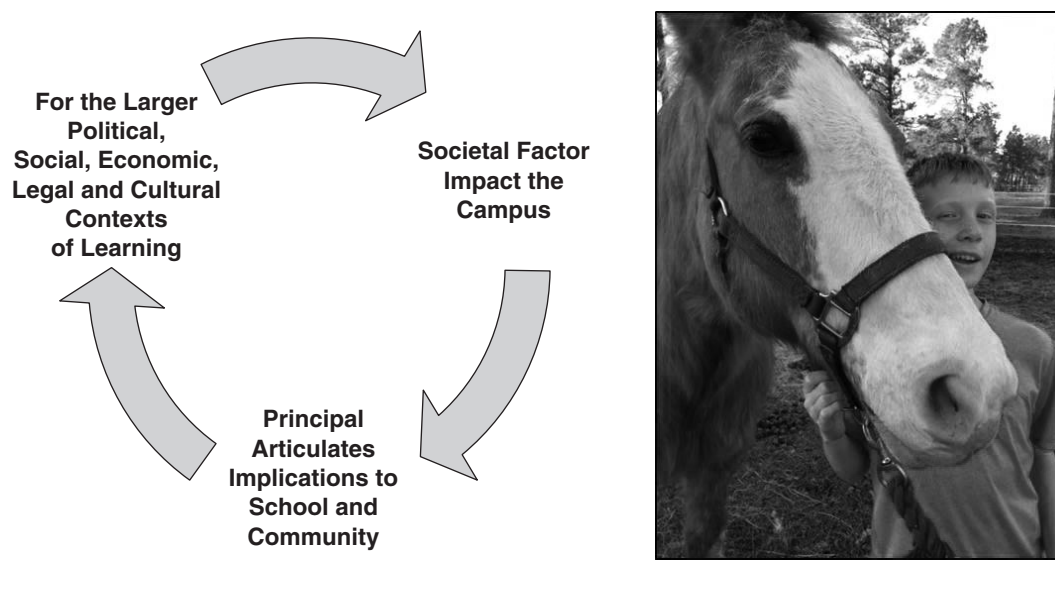 For the Larger
Political,
Social, Economic,
Legal and Cultural
Contexts
of Learning
Societal Factor
Impact the
Campus
Principal
Articulates
Implications to
School and
Community